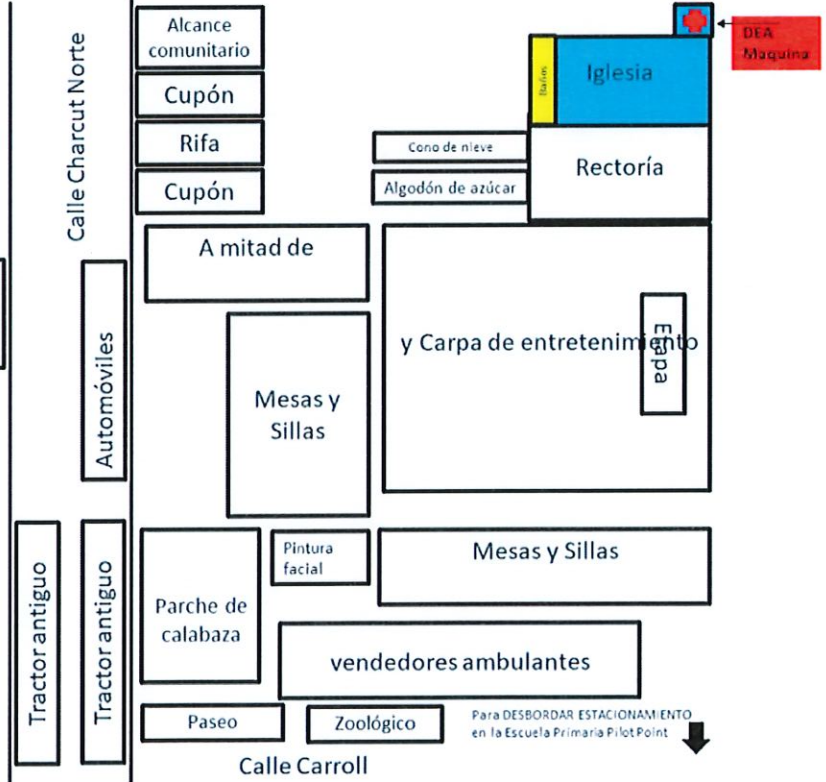 Alcance
comunitario
DEA
Maquina
Calle Charcut Norte
Baños
Iglesia
Cupón
Rifa
Cono de nieve
Rectoría
Cupón
Algodón de azúcar
A mitad de
y Carpa de entretenimiento
Etapa
Automóviles
Mesas y
Sillas
Tractor antiguo
Tractor antiguo
Pintura
facial
Mesas y Sillas
Parche de
calabaza
vendedores ambulantes
Paseo
Zoológico
Para DESBORDAR ESTACIONAMIENTO
en la Escuela Primaria Pilot Point
Calle Carroll